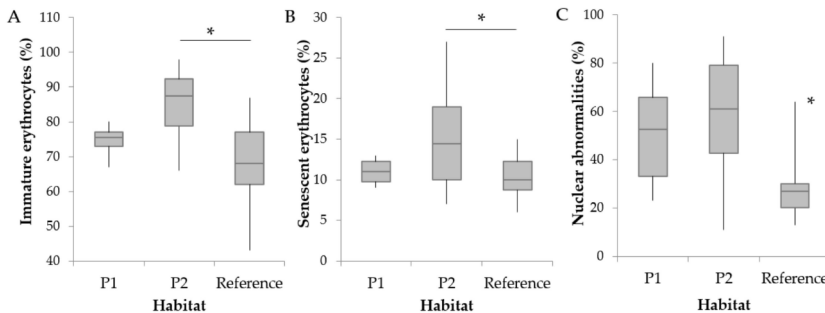 A
Immature erythrocytes (%)
110
100
90
80
70
60
50
40
*
P1 P2 Reference
Habitat
B
Senescent erythrocytes (%)
30
25
20
15
10
5
0
*
P1 P2 Reference
Habitat
C
Nuclear abnormalities (%)
100
80
60
40
20
0
*
P1 P2 Reference
Habitat